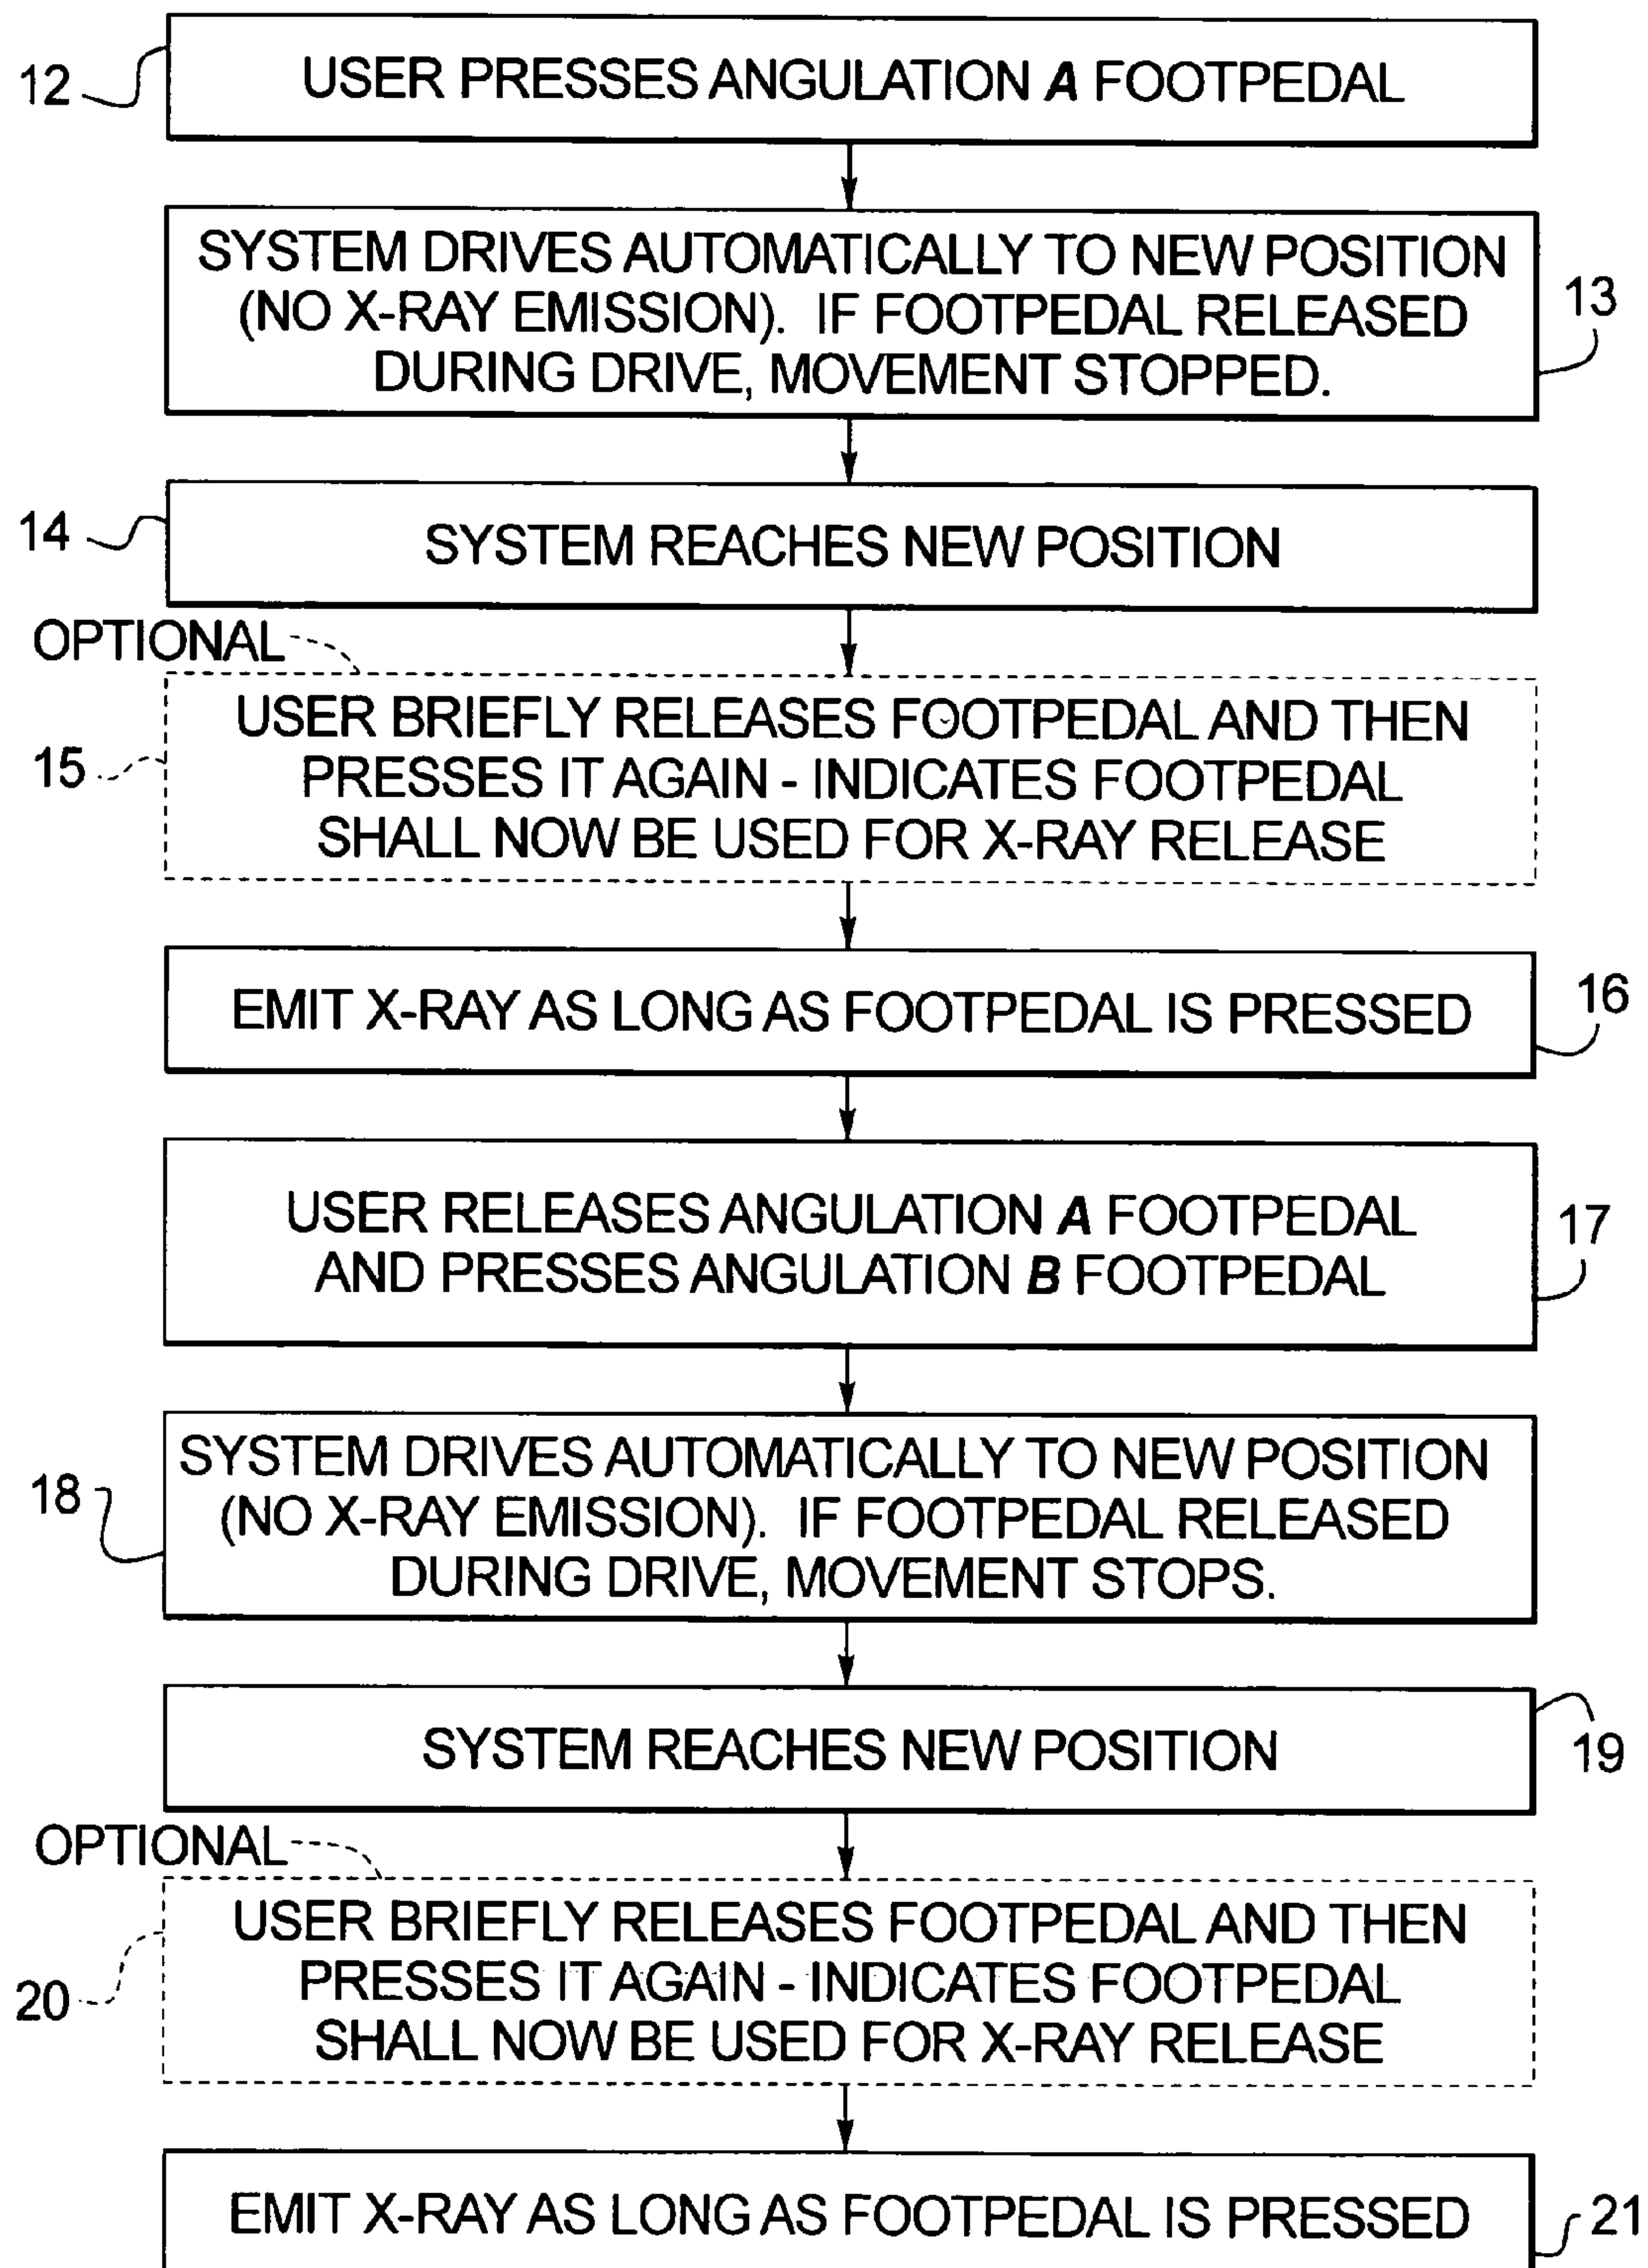 12
USER PRESSES ANGULATION A FOOTPEDAL
SYSTEM DRIVES AUTOMATICALLY TO NEW POSITION
(NO X-RAY EMISSION). IF FOOTPEDAL RELEASED
DURING DRIVE, MOVEMENT STOPPED.
13
14
SYSTEM REACHES NEW POSITION
OPTIONAL
15
USER BRIEFLY RELEASES FOOTPEDAL AND THEN
PRESSES IT AGAIN - INDICATES FOOTPEDAL
SHALL NOW BE USED FOR X-RAY RELEASE
EMIT X-RAY AS LONG AS FOOTPEDAL IS PRESSED
16
USER RELEASES ANGULATION A FOOTPEDAL
AND PRESSES ANGULATION B FOOTPEDAL
17
18
SYSTEM DRIVES AUTOMATICALLY TO NEW POSITION
(NO X-RAY EMISSION). IF FOOTPEDAL RELEASED
DURING DRIVE, MOVEMENT STOPS.
SYSTEM REACHES NEW POSITION
19
OPTIONAL
20
USER BRIEFLY RELEASES FOOTPEDAL AND THEN
PRESSES IT AGAIN - INDICATES FOOTPEDAL
SHALL NOW BE USED FOR X-RAY RELEASE
EMIT X-RAY AS LONG AS FOOTPEDAL IS PRESSED
21